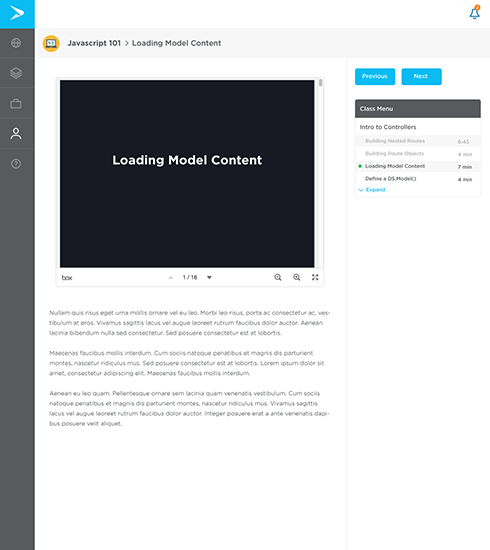 2
Javascript 101 > Loading Model Content
Previous
Next
Class Menu
Intro to Controllers
Building Nested Routes 6:45
Building Route Objects 4 min
Loading Model Content 7 min
Define a DS.Model() 4 min
Expand
Loading Model Content
box
1 / 16
Nullam quis risus eget urna mollis ornare vel eu leo. Morbi leo risus, porta ac consectetur ac, ves-
tibulum at eros. Vivamus sagittis lacus vel augue laoreet rutrum faucibus dolor auctor. Aenean
lacinia bibendum nulla sed consectetur. Sed posuere consectetur est at lobortis.
Maecenas faucibus mollis interdum. Cum sociis natoque penatibus et magnis dis parturient
montes, nascetur ridiculus mus. Sed posuere consectetur est at lobortis. Lorem ipsum dolor sit
amet, consectetur adipiscing elit. Maecenas faucibus mollis interdum.
Aenean eu leo quam. Pellentesque ornare sem lacinia quam venenatis vestibulum. Cum sociis
natoque penatibus et magnis dis parturient montes, nascetur ridiculus mus. Vivamus sagittis
lacus vel augue laoreet rutrum faucibus dolor auctor. Integer posuere erat a ante venenatis dapi-
bus posuere velit aliquet.